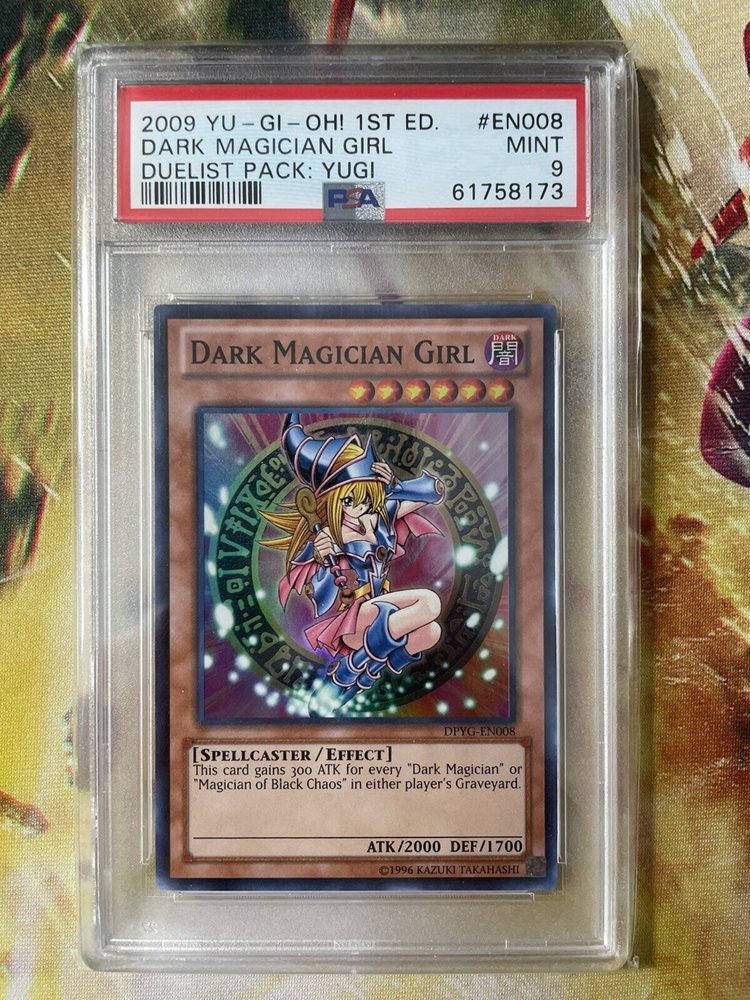 2009 YU-GI-OH! 1ST ED. #EN008
DARK MAGICIAN GIRL MINT
DUELIST PACK: YUGI 9
PSA 61758173
DARK MAGICIAN GIRL
DARK
闇
DPYG-EN008
[SPELLCASTER / EFFECT]
This card gains 300 ATK for every "Dark Magician" or
"Magician of Black Chaos" in either player's Graveyard.
ATK/2000 DEF/1700
©1996 KAZUKI TAKAHASHI